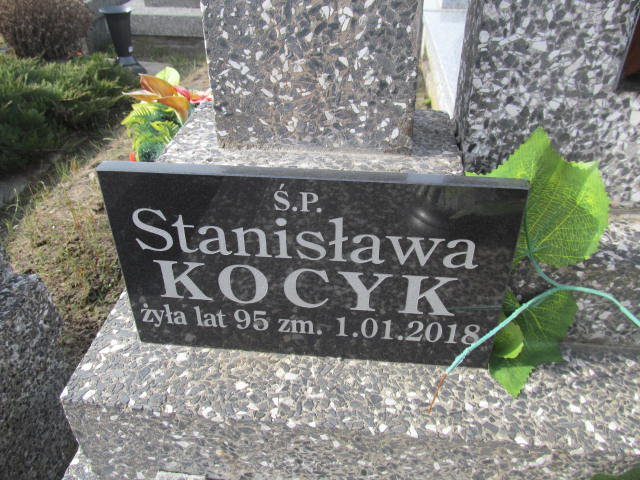 Ś.P.
Stanisława
KOCYK
żyła lat 95 zm. 1.01.2018